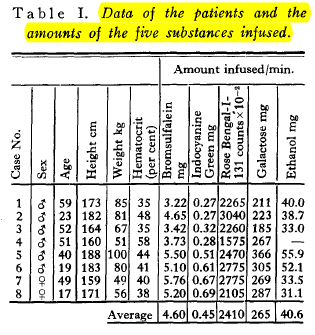 Table I. Data of the patients and the
amounts of the five substances infused.
Amount infused/min.
Case No. Sex Age Height cm Weight kg Hematocrit (per cent) Bromsulfalein mg Indocyanine Green mg Rose Bengal-I-131 counts×10⁻² Galactose mg Ethanol mg
1 ♂ 59 173 85 35 3.22 0.27 2265 211 40.0
2 ♂ 23 182 81 48 4.65 0.27 3040 223 38.7
3 ♂ 52 164 67 35 3.42 0.32 2260 185 33.0
4 ♂ 51 160 51 58 3.73 0.28 1575 267 —
5 ♂ 40 188 100 44 5.50 0.51 2470 366 55.9
6 ♂ 19 183 80 41 5.10 0.61 2775 305 52.1
7 ♀ 49 159 49 40 5.76 0.67 2775 269 33.5
8 ♀ 17 171 56 38 5.20 0.69 2105 287 31.1
Average 4.60 0.45 2410 265 40.6